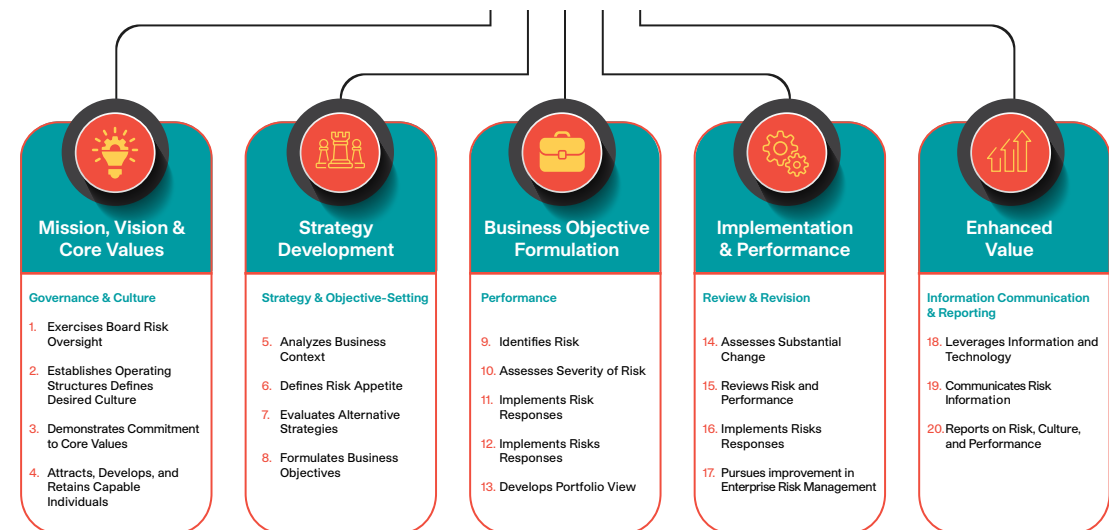 Mission, Vision &
Core Values
Governance & Culture
1. Exercises Board Risk
Oversight
2. Establishes Operating
Structures Defines
Desired Culture
3. Demonstrates Commitment
to Core Values
4. Attracts, Develops, and
Retains Capable
Individuals
Strategy
Development
Strategy & Objective-Setting
5. Analyzes Business
Context
6. Defines Risk Appetite
7. Evaluates Alternative
Strategies
8. Formulates Business
Objectives
Business Objective
Formulation
Performance
9. Identifies Risk
10. Assesses Severity of Risk
11. Implements Risk
Responses
12. Implements Risks
Responses
13. Develops Portfolio View
Implementation
& Performance
Review & Revision
14. Assesses Substantial
Change
15. Reviews Risk and
Performance
16. Implements Risks
Responses
17. Pursues improvement in
Enterprise Risk Management
Enhanced
Value
Information Communication
& Reporting
18. Leverages Information and
Technology
19. Communicates Risk
Information
20. Reports on Risk, Culture,
and Performance